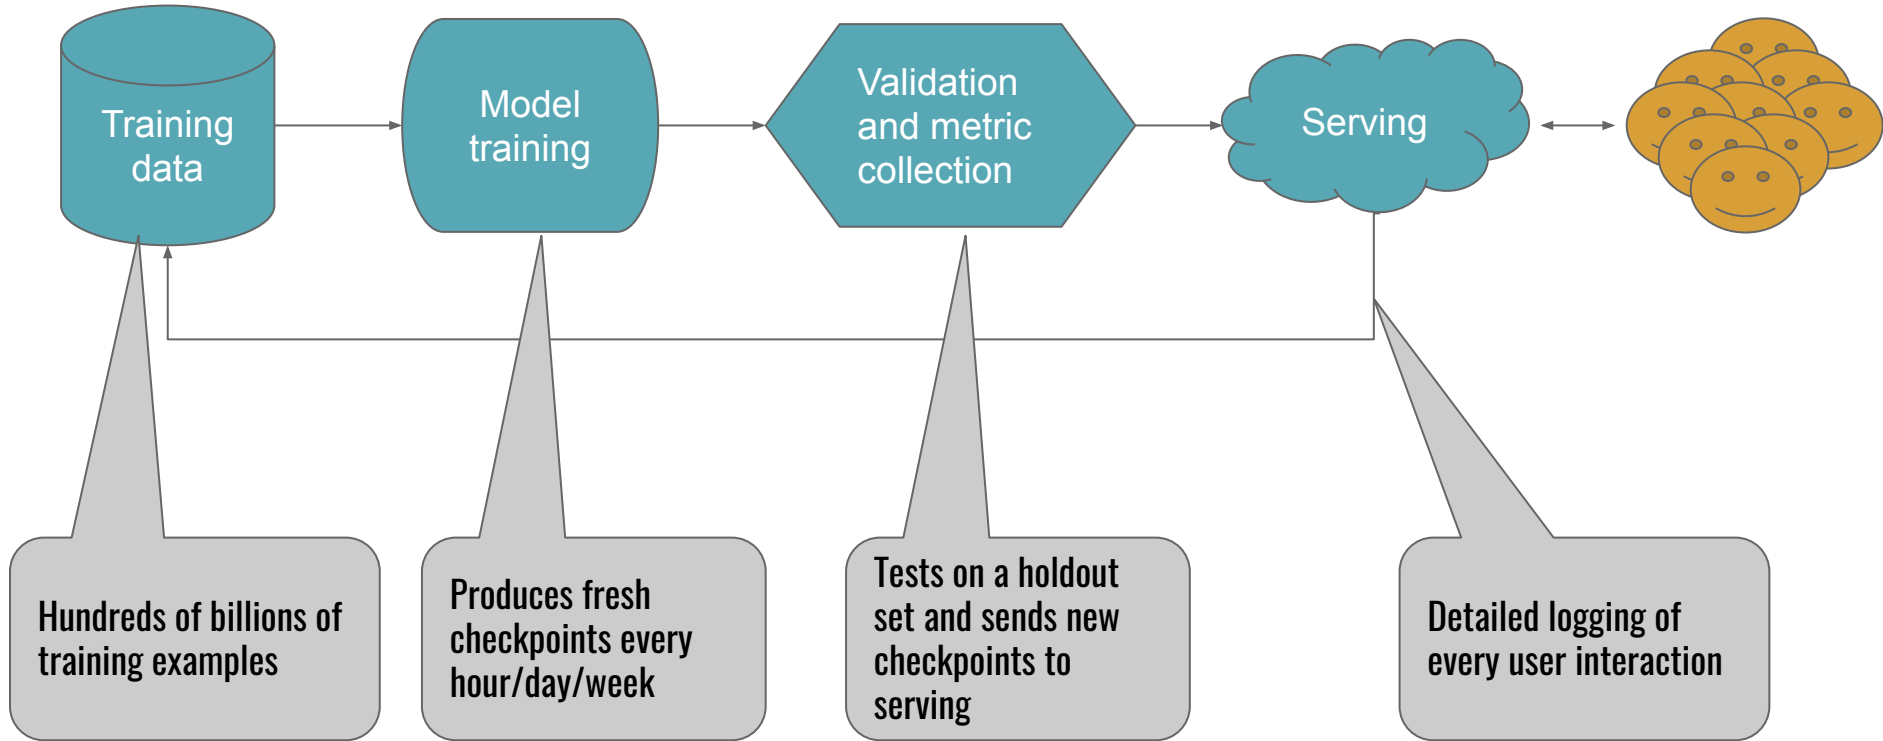 Training
data
Model
training
Validation
and metric
collection
Serving
Hundreds of billions of
training examples
Produces fresh
checkpoints every
hour/day/week
Tests on a holdout
set and sends new
checkpoints to
serving
Detailed logging of
every user interaction